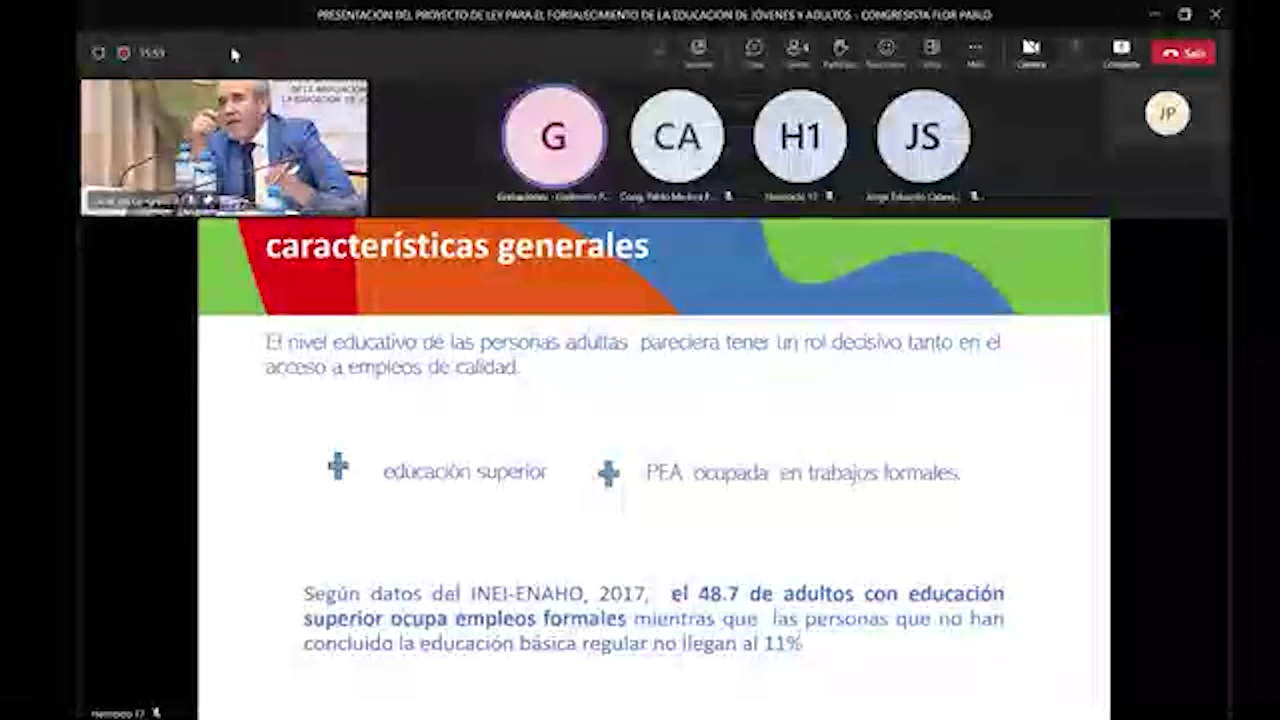 PRESENTACIÓN DEL PROYECTO DE LEY PARA EL FORTALECIMIENTO DE LA EDUCACIÓN DE JÓVENES Y ADULTOS - CONGRESISTA FLOR PABLO
Salir
LA EDUCACIÓN DE
G
CA
H1
JS
JP
características generales
El nivel educativo de las personas adultas pareciera tener un rol decisivo tanto en el
acceso a empleos de calidad.
educación superior
PEA ocupada en trabajos formales.
Según datos del INEI-ENAHO, 2017, el 48.7 de adultos con educación
superior ocupa empleos formales mientras que las personas que no han
concluido la educación básica regular no llegan al 11%